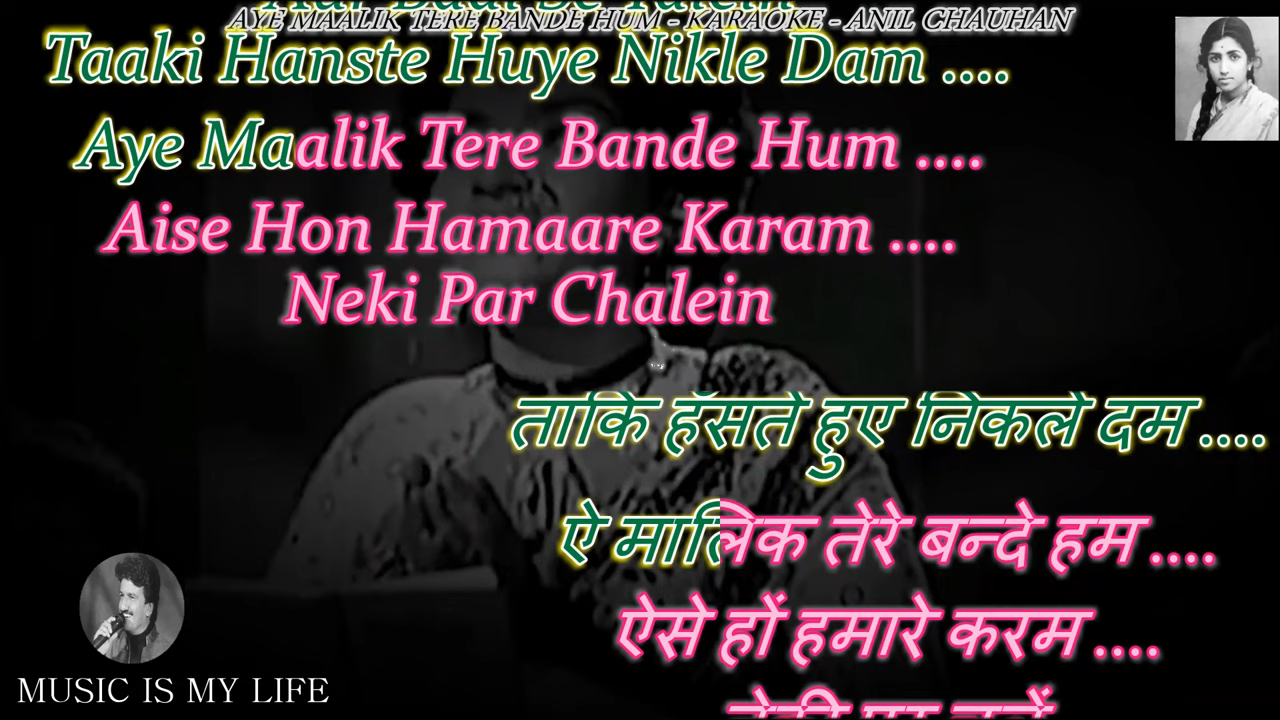 AYE MAALIK TERE BANDE HUM - KARAOKE - ANIL CHAUHAN
Taaki Hanste Huye Nikle Dam ....
Aye Maalik Tere Bande Hum ....
Aise Hon Hamaare Karam ....
Neki Par Chalein
ताकि हँसते हुए निकले दम ....
ऐ मालिक तेरे बन्दे हम ....
ऐसे हों हमारे करम ....
MUSIC IS MY LIFE